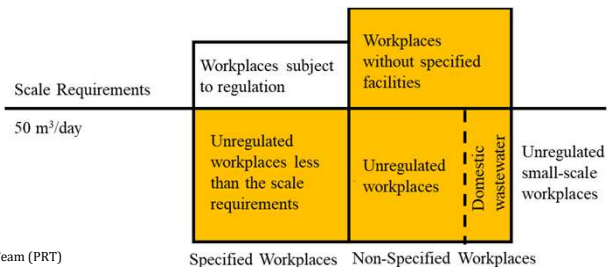 Workplaces
without specified
facilities
Workplaces subject
to regulation
Scale Requirements
50 m³/day
Unregulated
workplaces less
than the scale
requirements
Unregulated
workplaces
Domestic
wastewater
Unregulated
small-scale
workplaces
Team (PRT)
Specified Workplaces
Non-Specified Workplaces